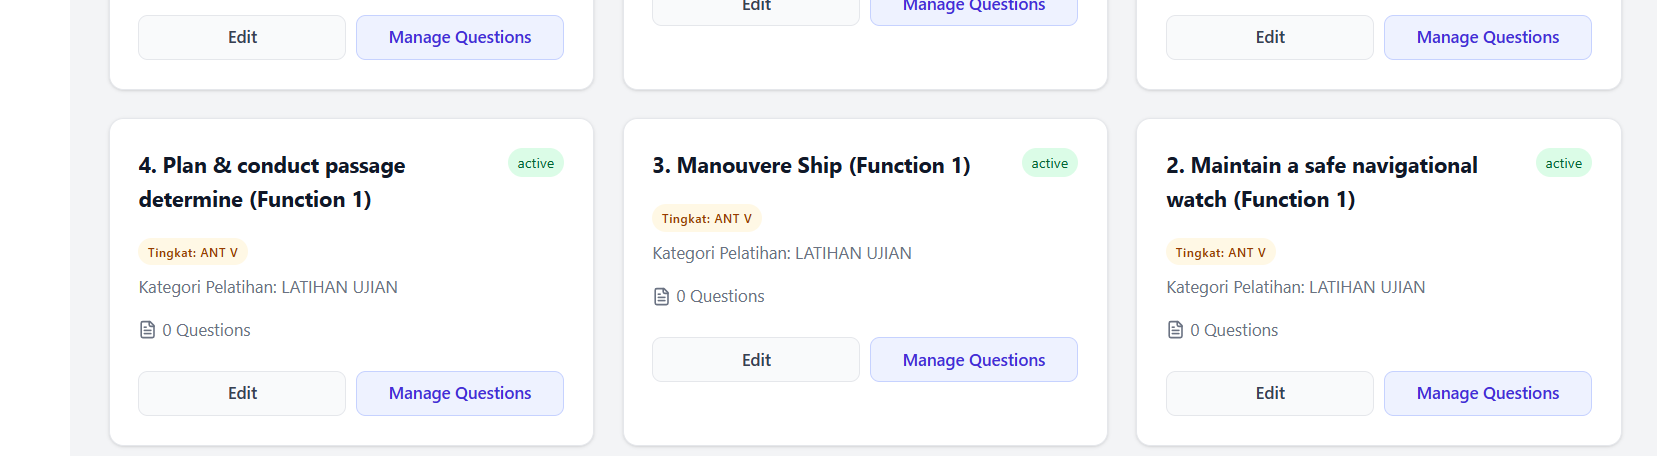 Edit
Manage Questions
Edit
Manage Questions
Edit
Manage Questions
4. Plan & conduct passage
determine (Function 1)
active
Tingkat: ANT V
Kategori Pelatihan: LATIHAN UJIAN
0 Questions
Edit
Manage Questions
3. Manouvere Ship (Function 1)
active
Tingkat: ANT V
Kategori Pelatihan: LATIHAN UJIAN
0 Questions
Edit
Manage Questions
2. Maintain a safe navigational
watch (Function 1)
active
Tingkat: ANT V
Kategori Pelatihan: LATIHAN UJIAN
0 Questions
Edit
Manage Questions